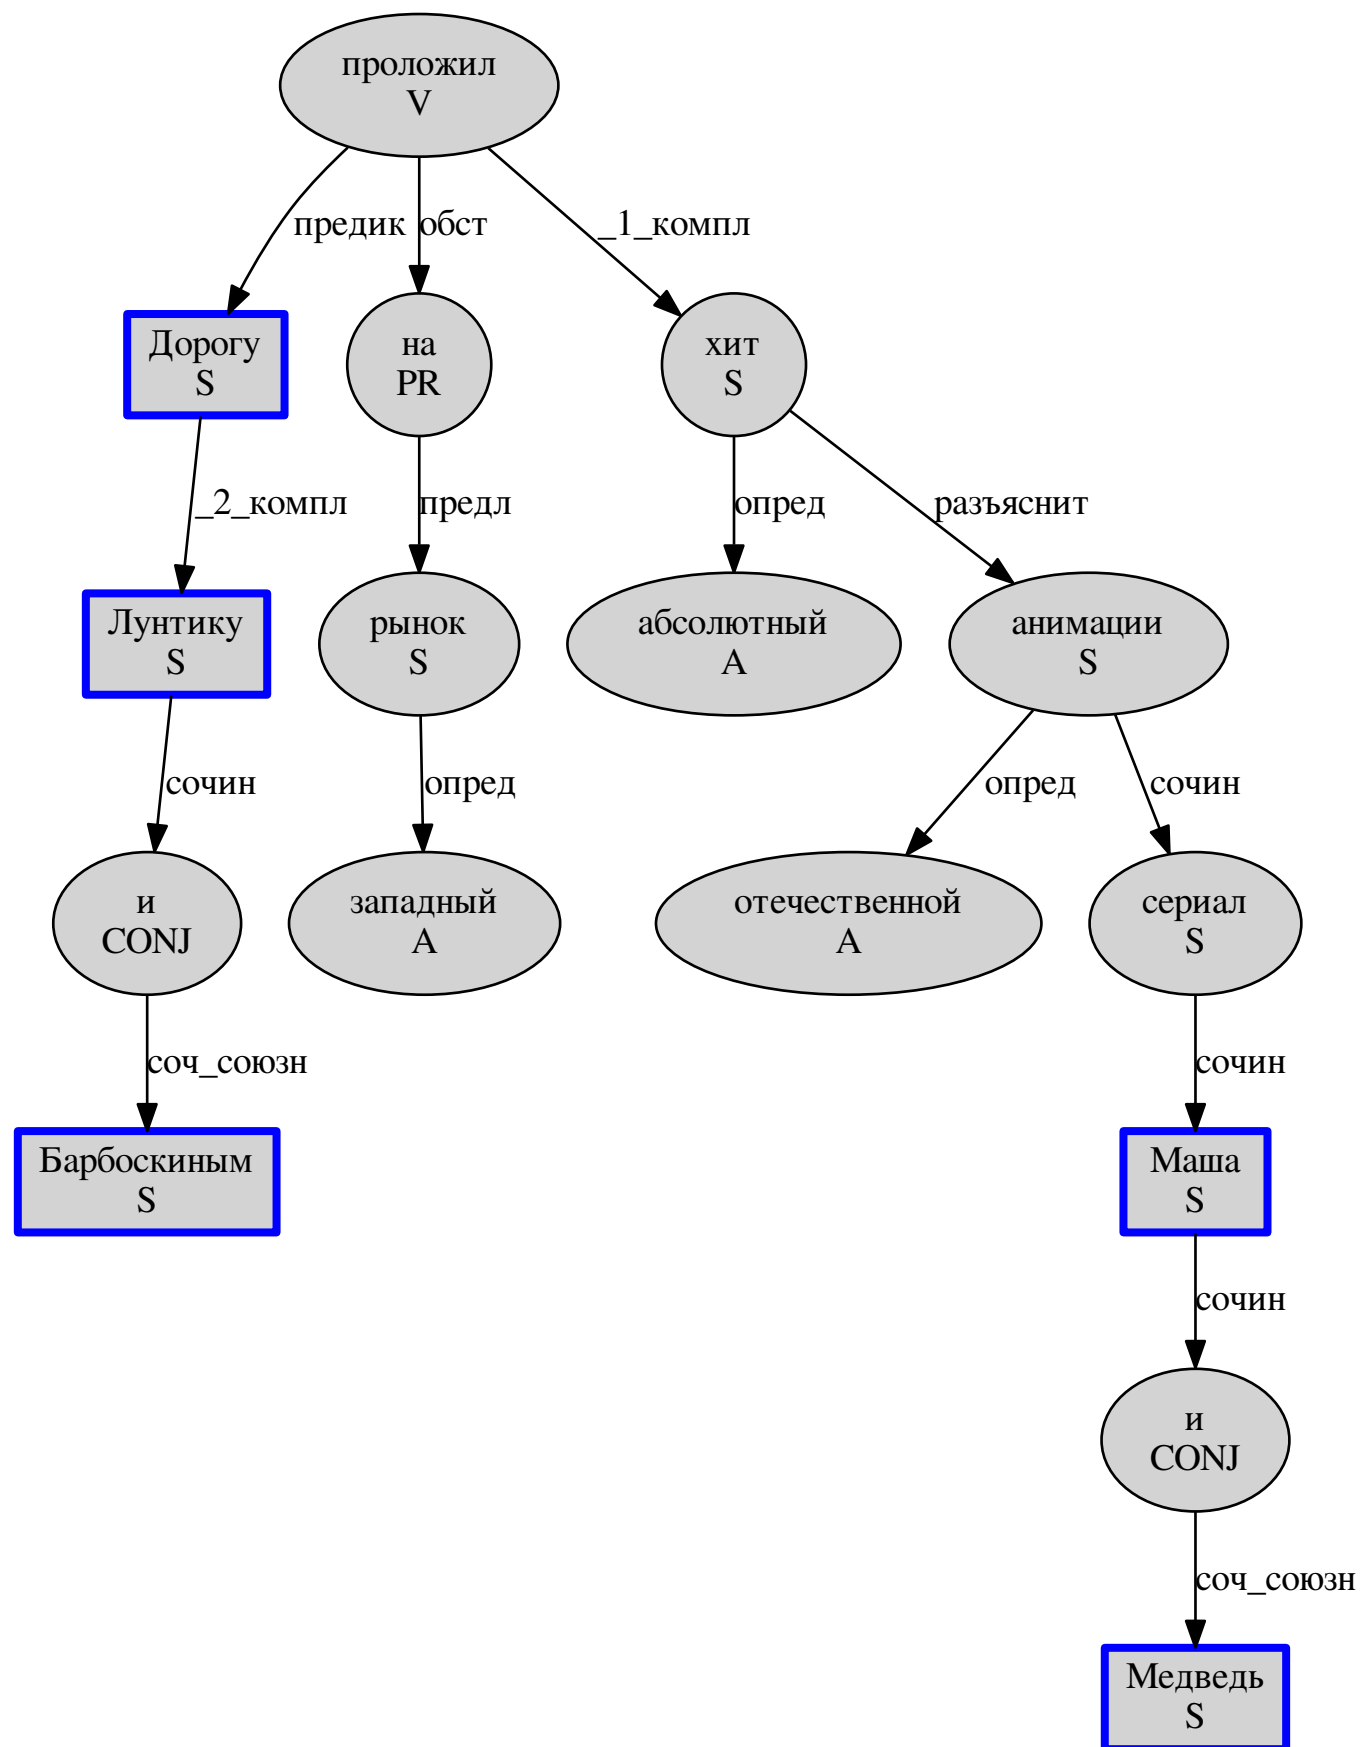 проложил
V
предик
обст
_1_компл
Дорогу
S
на
PR
хит
S
_2_компл
предл
опред
разъяснит
Лунтику
S
рынок
S
абсолютный
A
анимации
S
сочин
опред
опред
сочин
и
CONJ
западный
A
отечественной
A
сериал
S
соч_союзн
сочин
Барбоскиным
S
Маша
S
сочин
и
CONJ
соч_союзн
Медведь
S